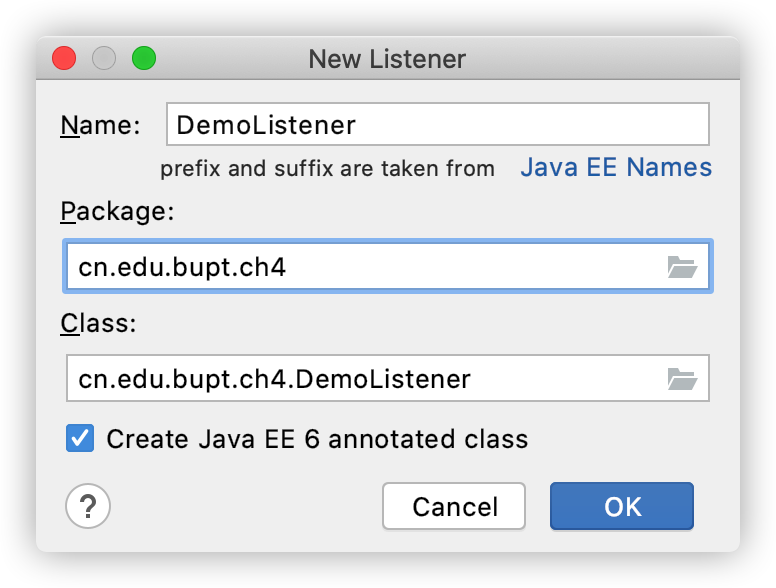 New Listener
Name: DemoListener
prefix and suffix are taken from Java EE Names
Package:
cn.edu.bupt.ch4
Class:
cn.edu.bupt.ch4.DemoListener
Create Java EE 6 annotated class
? Cancel OK